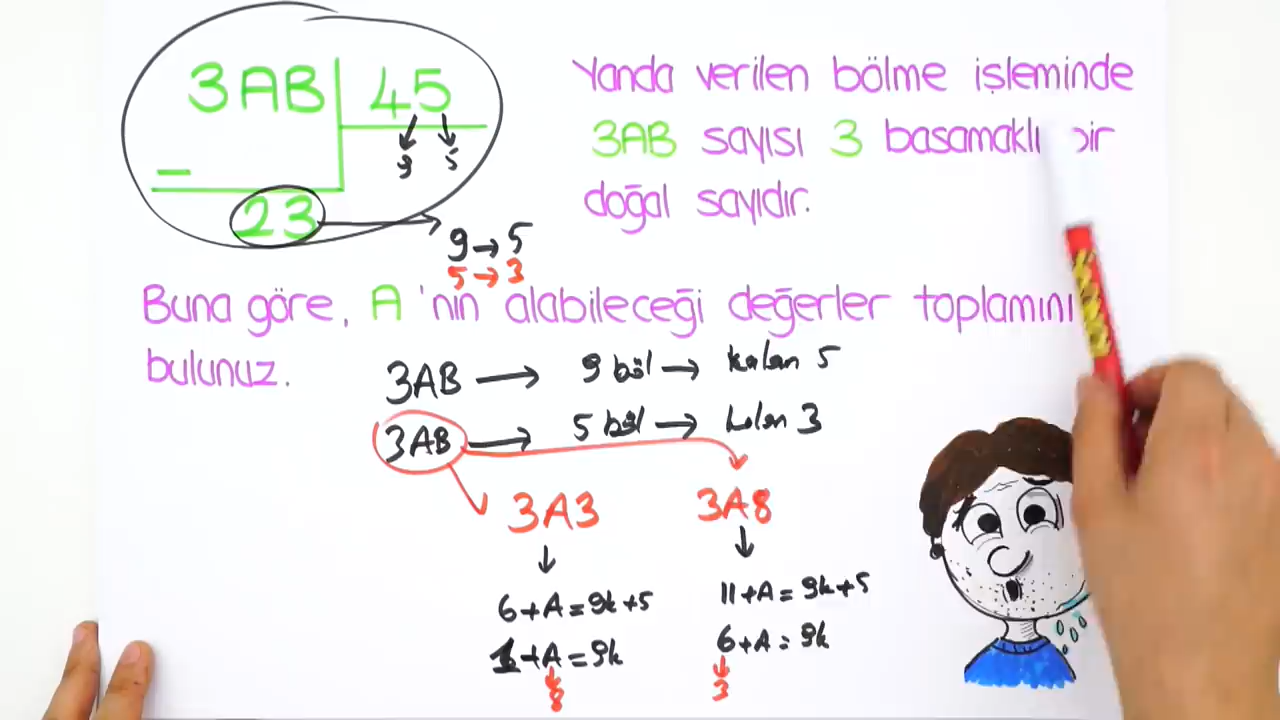 3AB 45
9 5
23
9→5
5→3
Yanda verilen bölme işleminde
3AB sayısı 3 basamaklı bir
doğal sayıdır.
Buna göre, A'nın alabileceği değerler toplamını
bulunuz.
3AB → 9 böl → kalan 5
3AB → 5 böl → kalan 3
3A3 3A8
6+A=9k+5 11+A=9k+5
1+A=9k 6+A=9k
8 3